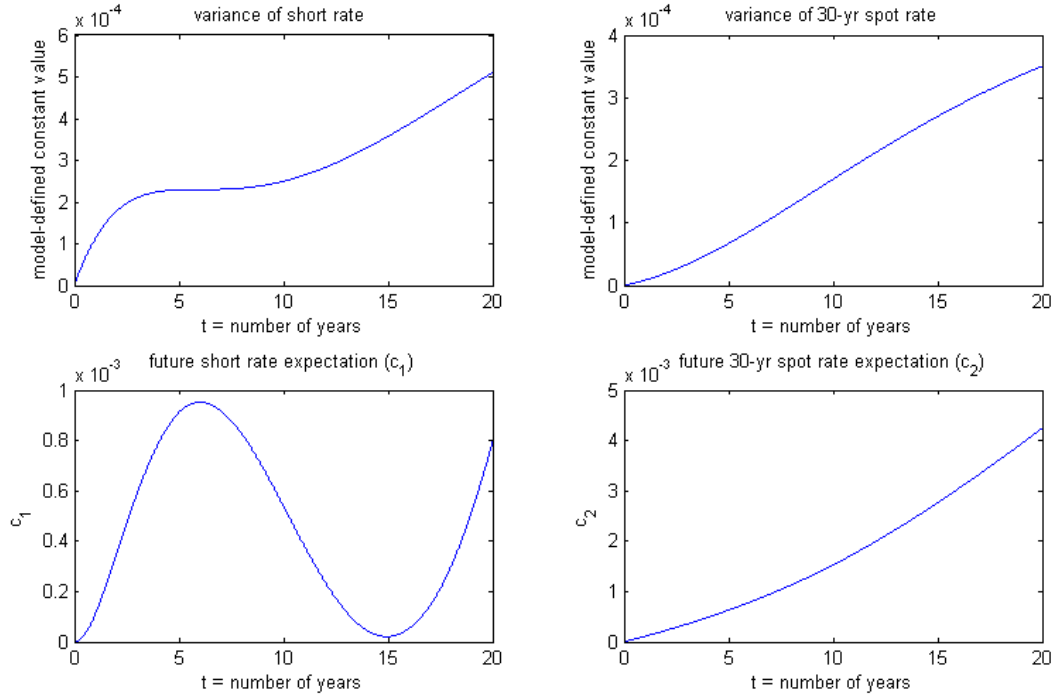 variance of short rate
x 10-4
6
5
4
3
2
1
0
0 5 10 15 20
model-defined constant value
t = number of years
variance of 30-yr spot rate
x 10-4
4
3
2
1
0
0 5 10 15 20
model-defined constant value
t = number of years
future short rate expectation (c1)
x 10-3
1
0.8
0.6
0.4
0.2
0
0 5 10 15 20
c1
t = number of years
future 30-yr spot rate expectation (c2)
x 10-3
5
4
3
2
1
0
0 5 10 15 20
c2
t = number of years